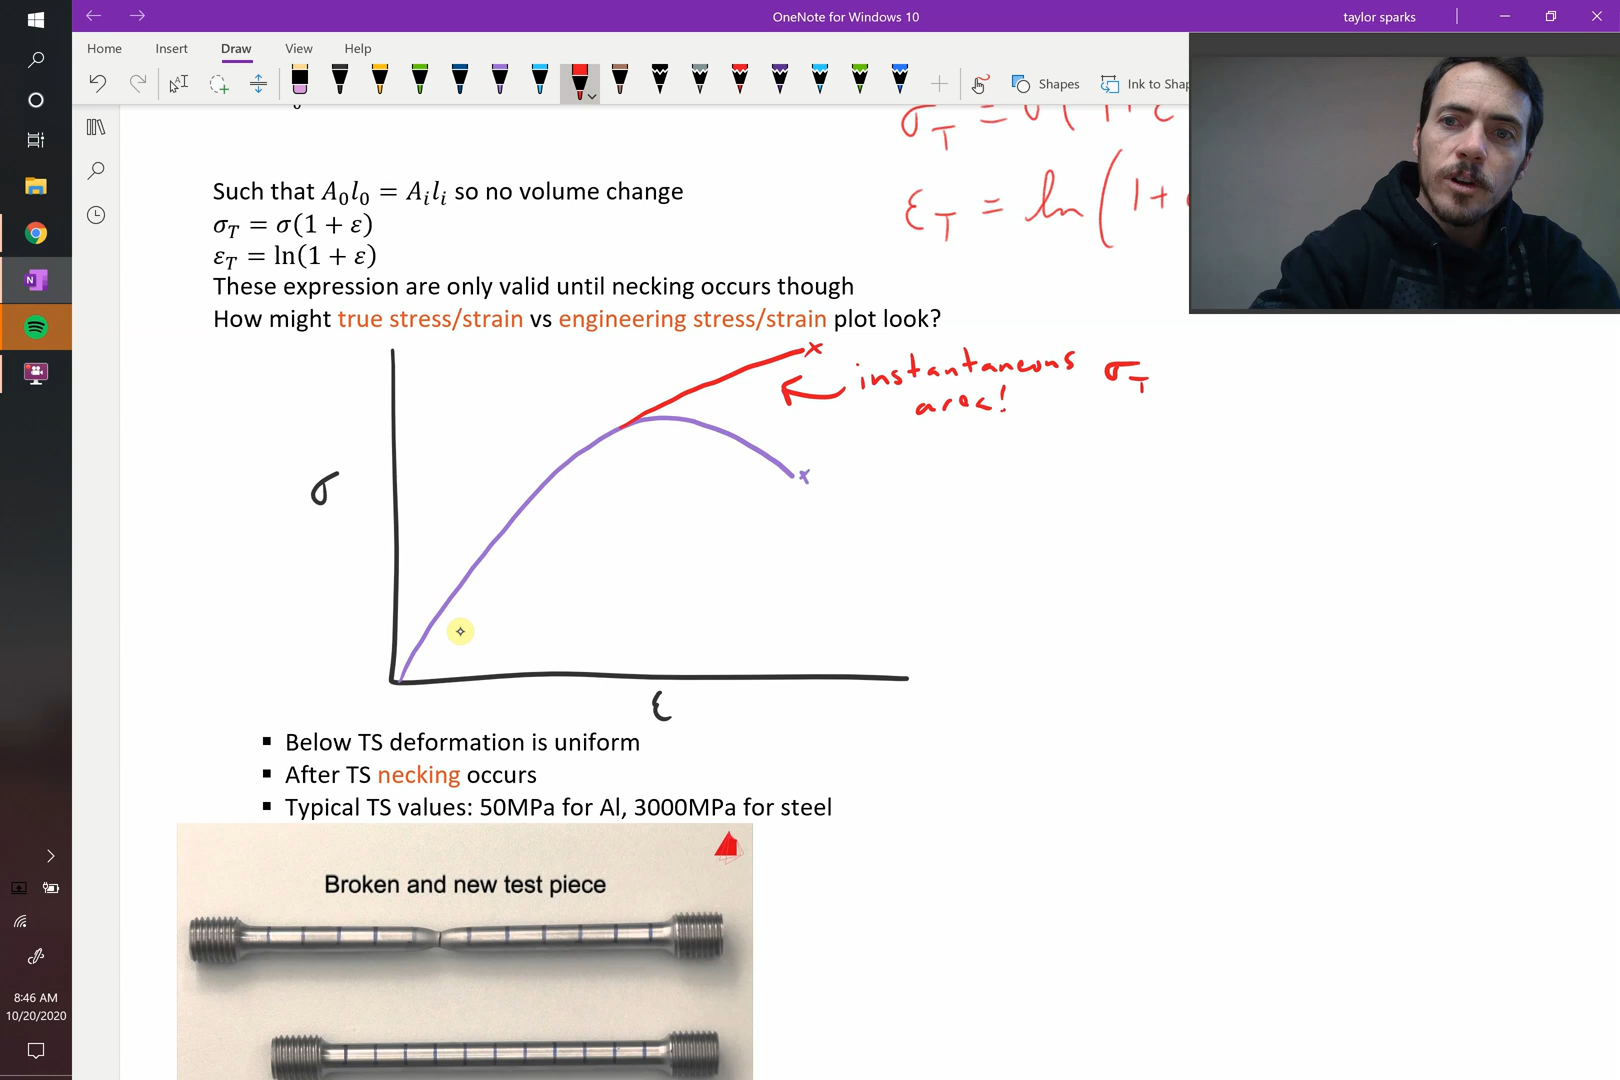 OneNote for Windows 10
taylor sparks
Home Insert Draw View Help
Shapes
Ink to Shap
Such that A₀l₀ = Aᵢlᵢ so no volume change
σ_T = σ(1 + ε)
ε_T = ln(1 + ε)
These expression are only valid until necking occurs though
How might true stress/strain vs engineering stress/strain plot look?
ε_T = ln(1+
instantaneous σ_T
area!
σ
ε
▪ Below TS deformation is uniform
▪ After TS necking occurs
▪ Typical TS values: 50MPa for Al, 3000MPa for steel
Broken and new test piece
8:46 AM
10/20/2020